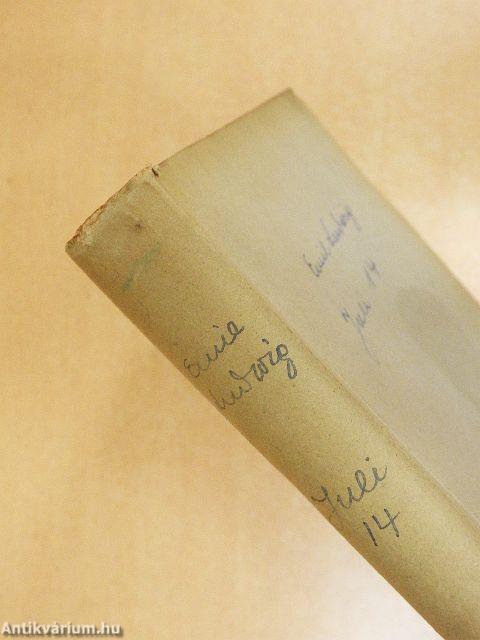 Emil
Ludwig
Juli
14
Emil Ludwig
Juli 14
Antikvárium.hu